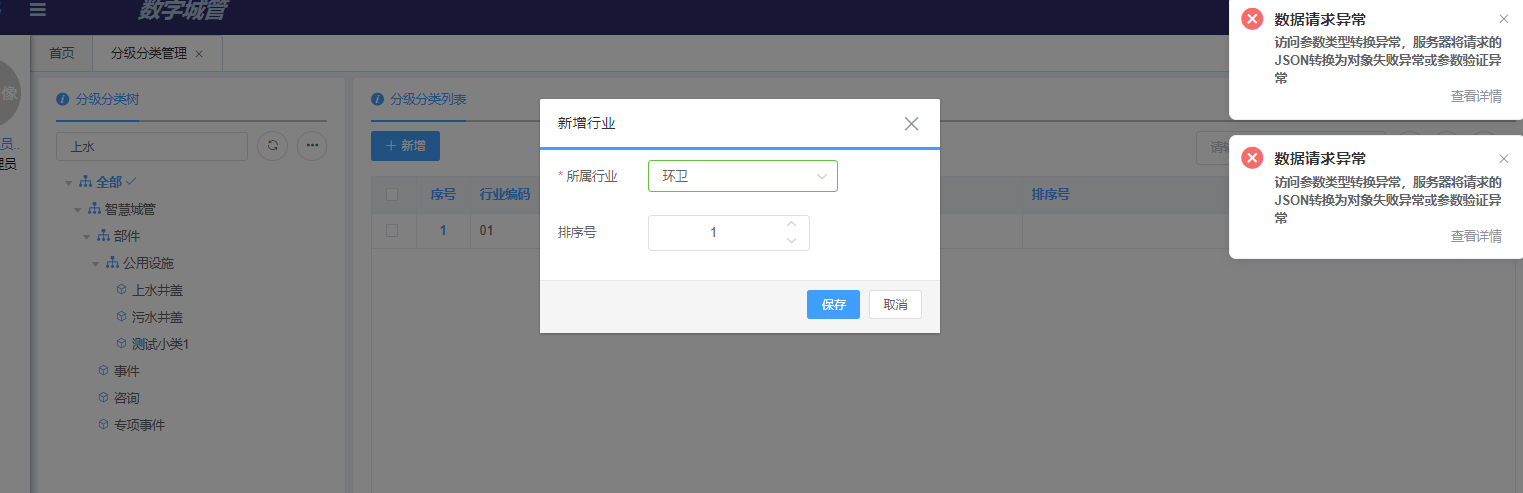 数字城管
首页
分级分类管理
像
员..
理员
分级分类树
上水
全部
智慧城管
部件
公用设施
上水井盖
污水井盖
测试小类1
事件
咨询
专项事件
分级分类列表
新增
序号
行业编码
排序号
1
01
新增行业
* 所属行业
环卫
排序号
1
保存
取消
数据请求异常
访问参数类型转换异常，服务器将请求的
JSON转换为对象失败异常或参数验证异
常
查看详情
数据请求异常
访问参数类型转换异常，服务器将请求的
JSON转换为对象失败异常或参数验证异
常
查看详情